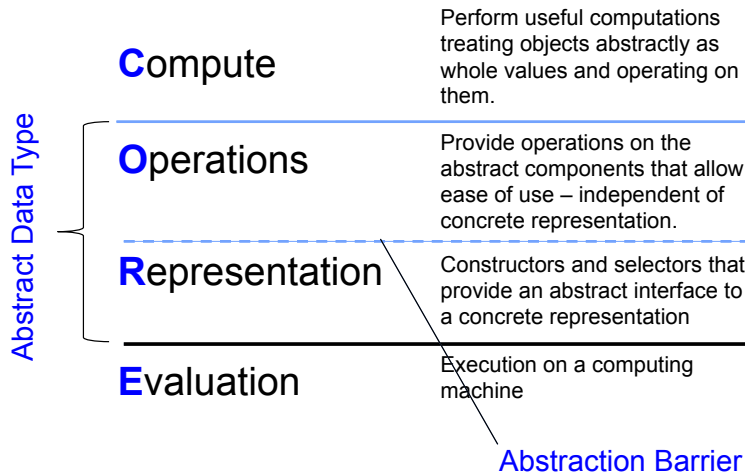 Compute
Perform useful computations
treating objects abstractly as
whole values and operating on
them.
Abstract Data Type
Operations
Provide operations on the
abstract components that allow
ease of use – independent of
concrete representation.
Representation
Constructors and selectors that
provide an abstract interface to
a concrete representation
Evaluation
Execution on a computing
machine
Abstraction Barrier